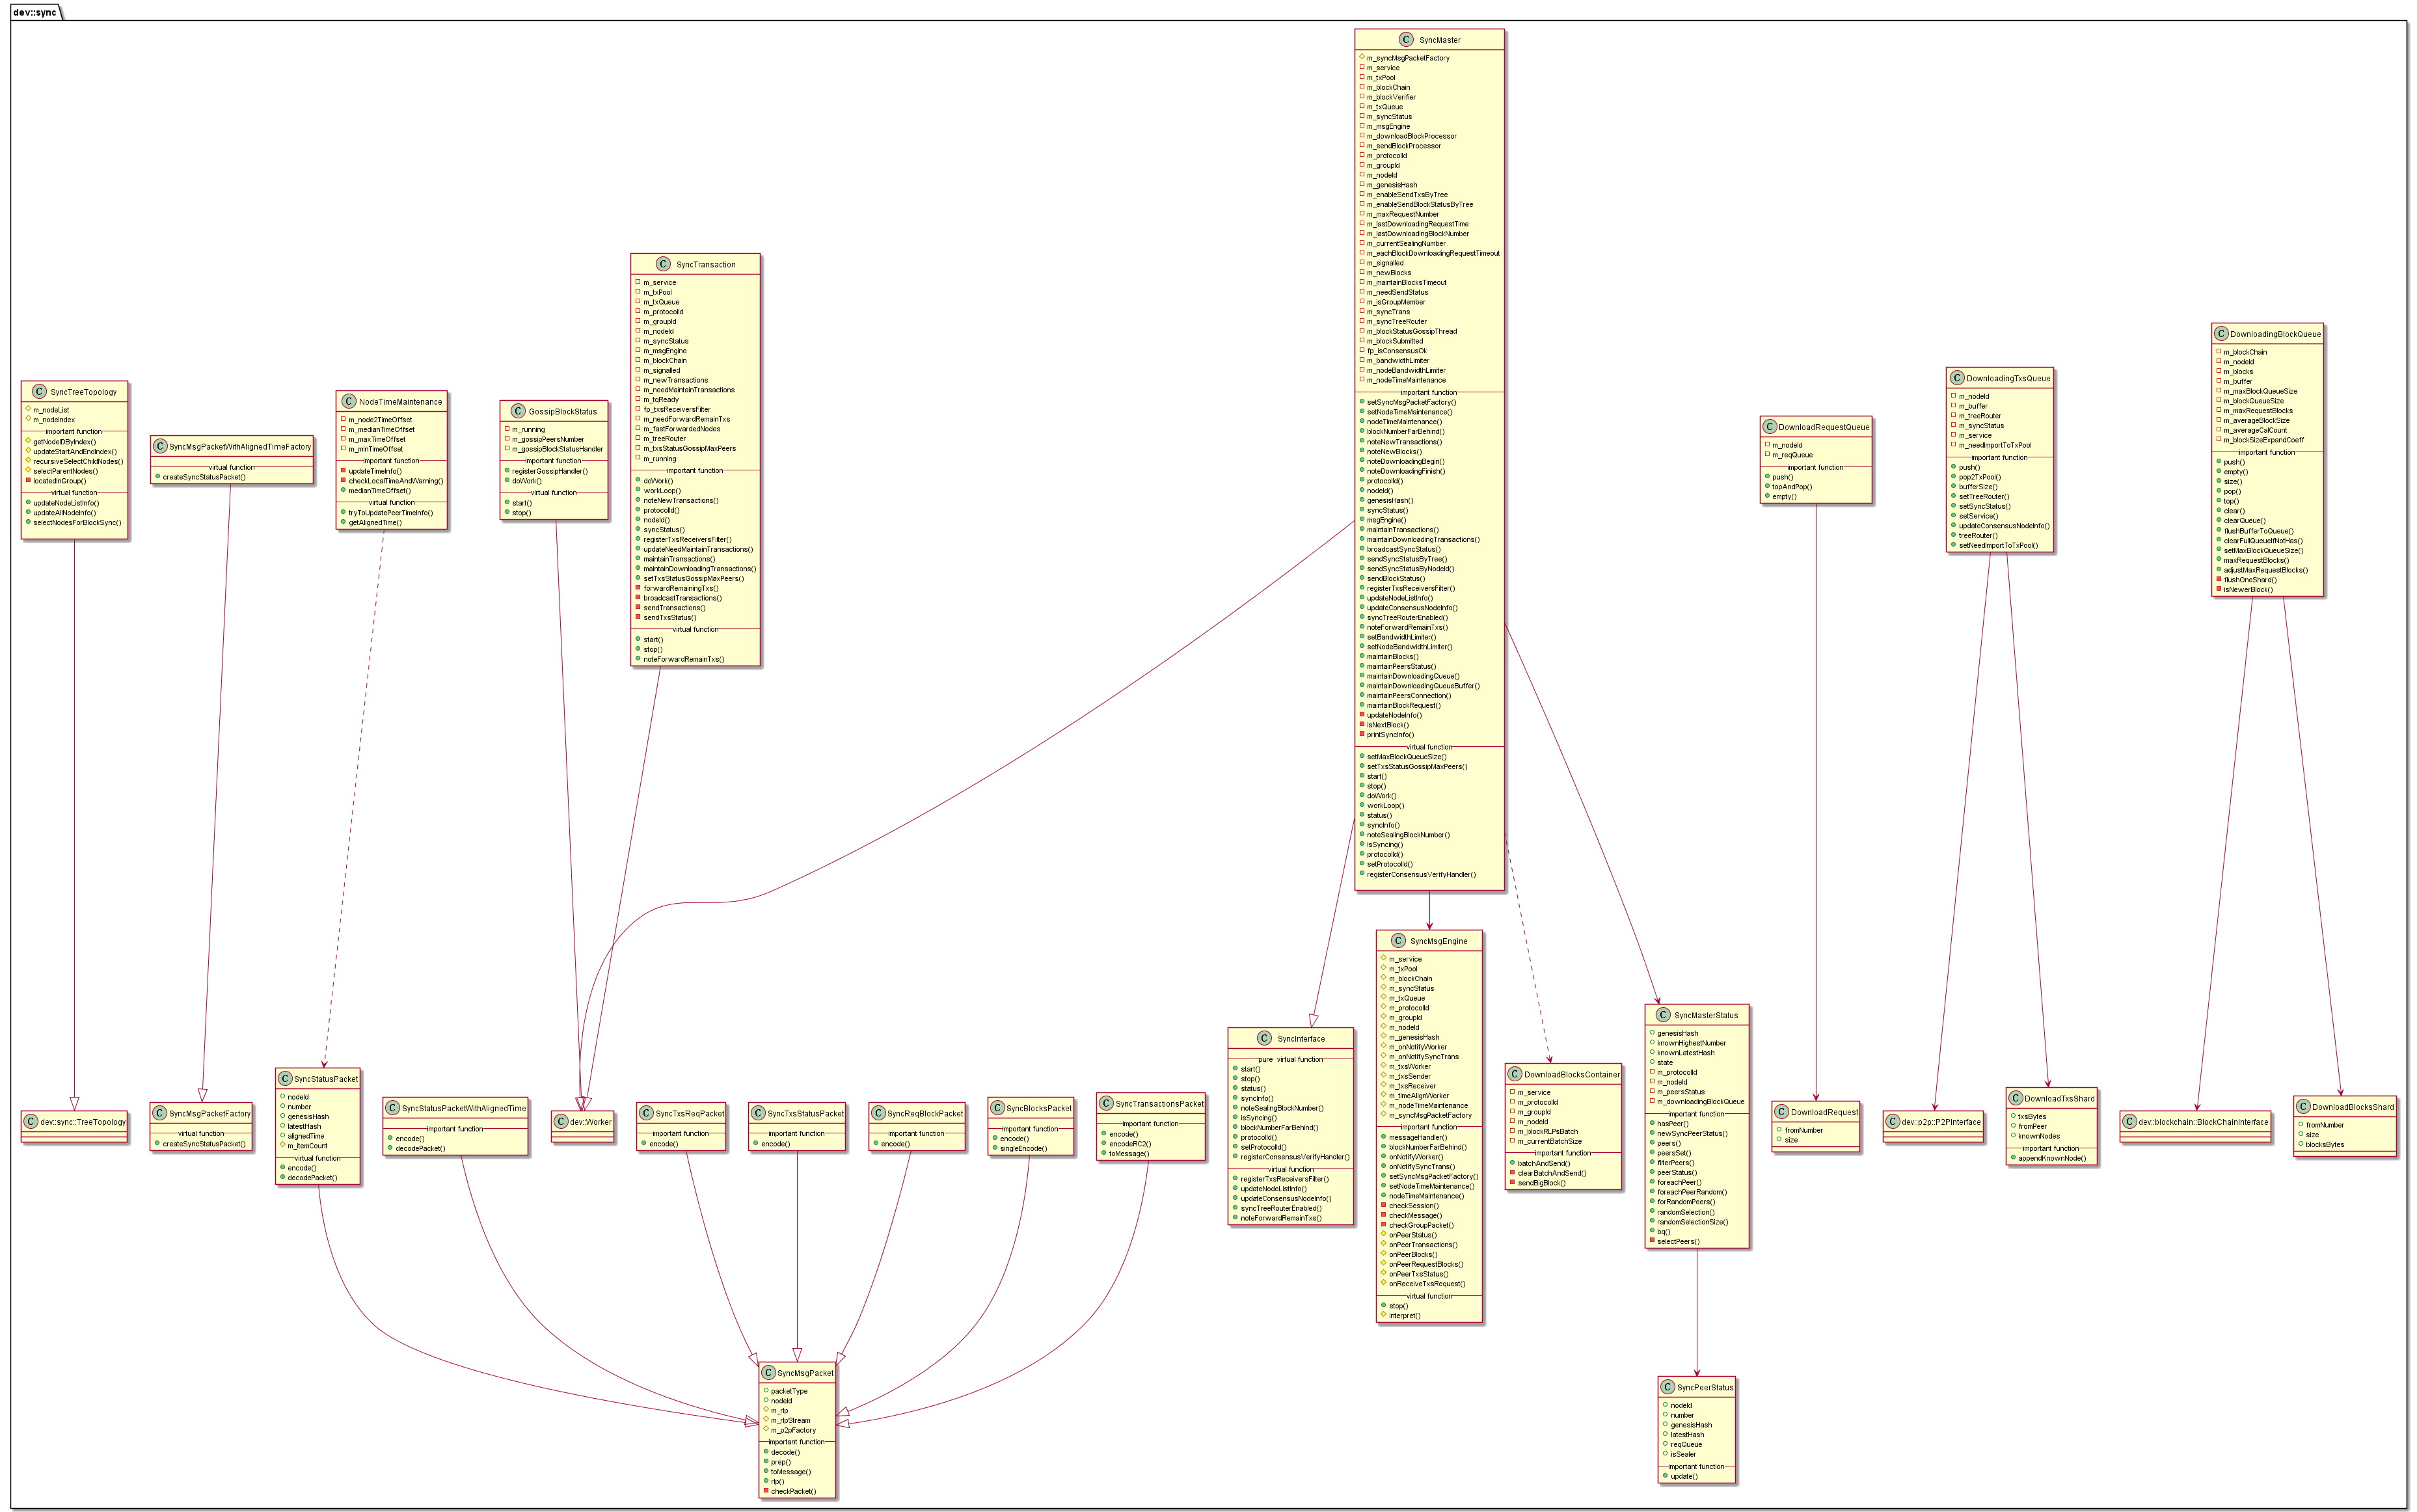 dev::sync
SyncMaster
m_syncMsgPacketFactory
m_service
m_txPool
m_blockChain
m_blockVerifier
m_txQueue
m_syncStatus
m_msgEngine
m_downloadBlockProcessor
m_sendBlockProcessor
m_protocolId
m_groupId
m_nodeId
m_genesisHash
m_enableSendTxsByTree
m_enableSendBlockStatusByTree
m_maxRequestNumber
m_lastDownloadingRequestTime
m_lastDownloadingBlockNumber
m_currentSealingNumber
m_eachBlockDownloadingRequestTimeout
m_signalled
m_newBlocks
m_maintainBlocksTimeout
m_needSendStatus
m_isGroupMember
m_syncTrans
m_syncTreeRouter
m_blockStatusGossipThread
m_blockSubmitted
fp_isConsensusOk
m_bandwidthLimiter
m_nodeBandwidthLimiter
m_nodeTimeMaintenance
important function
setSyncMsgPacketFactory()
setNodeTimeMaintenance()
nodeTimeMaintenance()
blockNumberFarBehind()
noteNewTransactions()
noteNewBlocks()
noteDownloadingBegin()
noteDownloadingFinish()
protocolId()
nodeId()
genesisHash()
syncStatus()
msgEngine()
maintainTransactions()
maintainDownloadingTransactions()
broadcastSyncStatus()
sendSyncStatusByTree()
sendSyncStatusByNodeId()
sendBlockStatus()
registerTxsReceiversFilter()
updateNodeListInfo()
updateConsensusNodeInfo()
syncTreeRouterEnabled()
noteForwardRemainTxs()
setBandwidthLimiter()
setNodeBandwidthLimiter()
maintainBlocks()
maintainPeersStatus()
maintainDownloadingQueue()
maintainDownloadingQueueBuffer()
maintainPeersConnection()
maintainBlockRequest()
updateNodeInfo()
isNextBlock()
printSyncInfo()
virtual function
setMaxBlockQueueSize()
setTxsStatusGossipMaxPeers()
start()
stop()
doWork()
workLoop()
status()
syncInfo()
noteSealingBlockNumber()
isSyncing()
protocolId()
setProtocolId()
registerConsensusVerifyHandler()
SyncTransaction
m_service
m_txPool
m_txQueue
m_protocolId
m_groupId
m_nodeId
m_syncStatus
m_msgEngine
m_blockChain
m_signalled
m_newTransactions
m_needMaintainTransactions
m_tqReady
fp_txsReceiversFilter
m_needForwardRemainTxs
m_fastForwardedNodes
m_treeRouter
m_txsStatusGossipMaxPeers
m_running
important function
doWork()
workLoop()
noteNewTransactions()
protocolId()
nodeId()
syncStatus()
registerTxsReceiversFilter()
updateNeedMaintainTransactions()
maintainTransactions()
maintainDownloadingTransactions()
setTxsStatusGossipMaxPeers()
forwardRemainingTxs()
broadcastTransactions()
sendTransactions()
sendTxsStatus()
virtual function
start()
stop()
noteForwardRemainTxs()
DownloadingBlockQueue
m_blockChain
m_nodeId
m_blocks
m_buffer
m_maxBlockQueueSize
m_blockQueueSize
m_maxRequestBlocks
m_averageBlockSize
m_averageCalCount
m_blockSizeExpandCoeff
important function
push()
empty()
size()
pop()
top()
clear()
clearQueue()
flushBufferToQueue()
clearFullQueueIfNotHas()
setMaxBlockQueueSize()
maxRequestBlocks()
adjustMaxRequestBlocks()
flushOneShard()
isNewerBlock()
DownloadingTxsQueue
m_nodeId
m_buffer
m_treeRouter
m_syncStatus
m_service
m_needImportToTxPool
important function
push()
pop2TxPool()
bufferSize()
setTreeRouter()
setSyncStatus()
setService()
updateConsensusNodeInfo()
treeRouter()
setNeedImportToTxPool()
SyncTreeTopology
m_nodeList
m_nodeIndex
important function
getNodeIDByIndex()
updateStartAndEndIndex()
recursiveSelectChildNodes()
selectParentNodes()
locatedInGroup()
virtual function
updateNodeListInfo()
updateAllNodeInfo()
selectNodesForBlockSync()
SyncMsgPacketWithAlignedTimeFactory
virtual function
createSyncStatusPacket()
NodeTimeMaintenance
m_node2TimeOffset
m_medianTimeOffset
m_maxTimeOffset
m_minTimeOffset
important function
updateTimeInfo()
checkLocalTimeAndWarning()
medianTimeOffset()
virtual function
tryToUpdatePeerTimeInfo()
getAlignedTime()
GossipBlockStatus
m_running
m_gossipPeersNumber
m_gossipBlockStatusHandler
important function
registerGossipHandler()
doWork()
virtual function
start()
stop()
DownloadRequestQueue
m_nodeId
m_reqQueue
important function
push()
topAndPop()
empty()
dev::sync::TreeTopology
SyncMsgPacketFactory
virtual function
createSyncStatusPacket()
SyncStatusPacket
nodeId
number
genesisHash
latestHash
alignedTime
m_itemCount
virtual function
encode()
decodePacket()
SyncStatusPacketWithAlignedTime
important function
encode()
decodePacket()
dev::Worker
SyncTxsReqPacket
important function
encode()
SyncTxsStatusPacket
important function
encode()
SyncReqBlockPacket
important function
encode()
SyncBlocksPacket
important function
encode()
singleEncode()
SyncTransactionsPacket
important function
encode()
encodeRC2()
toMessage()
SyncInterface
pure virtual function
start()
stop()
status()
syncInfo()
noteSealingBlockNumber()
isSyncing()
blockNumberFarBehind()
protocolId()
setProtocolId()
registerConsensusVerifyHandler()
virtual function
registerTxsReceiversFilter()
updateNodeListInfo()
updateConsensusNodeInfo()
syncTreeRouterEnabled()
noteForwardRemainTxs()
SyncMsgEngine
m_service
m_txPool
m_blockChain
m_syncStatus
m_txQueue
m_protocolId
m_groupId
m_nodeId
m_genesisHash
m_onNotifyWorker
m_onNotifySyncTrans
m_txsWorker
m_txsSender
m_txsReceiver
m_timeAlignWorker
m_nodeTimeMaintenance
m_syncMsgPacketFactory
important function
messageHandler()
blockNumberFarBehind()
onNotifyWorker()
onNotifySyncTrans()
setSyncMsgPacketFactory()
setNodeTimeMaintenance()
nodeTimeMaintenance()
checkSession()
checkMessage()
checkGroupPacket()
onPeerStatus()
onPeerTransactions()
onPeerBlocks()
onPeerRequestBlocks()
onPeerTxsStatus()
onReceiveTxsRequest()
virtual function
stop()
interpret()
DownloadBlocksContainer
m_service
m_protocolId
m_groupId
m_nodeId
m_blockRLPsBatch
m_currentBatchSize
important function
batchAndSend()
clearBatchAndSend()
sendBigBlock()
SyncMasterStatus
genesisHash
knownHighestNumber
knownLatestHash
state
m_protocolId
m_nodeId
m_peersStatus
m_downloadingBlockQueue
important function
hasPeer()
newSyncPeerStatus()
peers()
peersSet()
filterPeers()
peerStatus()
foreachPeer()
foreachPeerRandom()
forRandomPeers()
randomSelection()
randomSelectionSize()
bq()
selectPeers()
DownloadRequest
fromNumber
size
dev::p2p::P2PInterface
DownloadTxsShard
txsBytes
fromPeer
knownNodes
important function
appendKnownNode()
dev::blockchain::BlockChainInterface
DownloadBlocksShard
fromNumber
size
blocksBytes
SyncMsgPacket
packetType
nodeId
m_rlp
m_rlpStream
m_p2pFactory
important function
decode()
prep()
toMessage()
rlp()
checkPacket()
SyncPeerStatus
nodeId
number
genesisHash
latestHash
reqQueue
isSealer
important function
update()